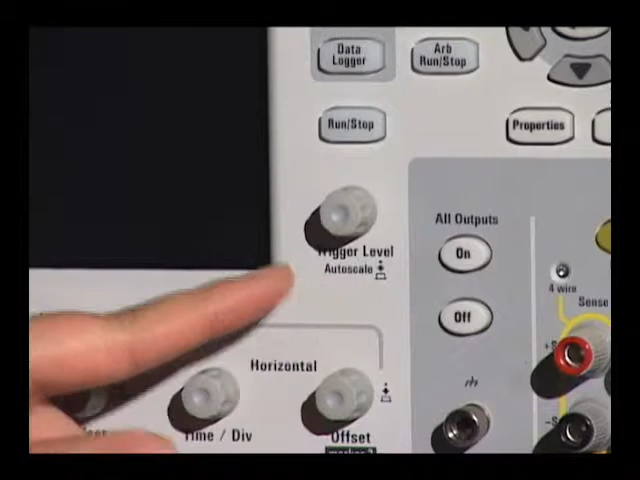 Data
Logger
Arb
Run/Stop
Run/Stop
Properties
All Outputs
On
Trigger Level
Autoscale
4 wire
Sense
Off
+S
Horizontal
-S
Time / Div
Offset